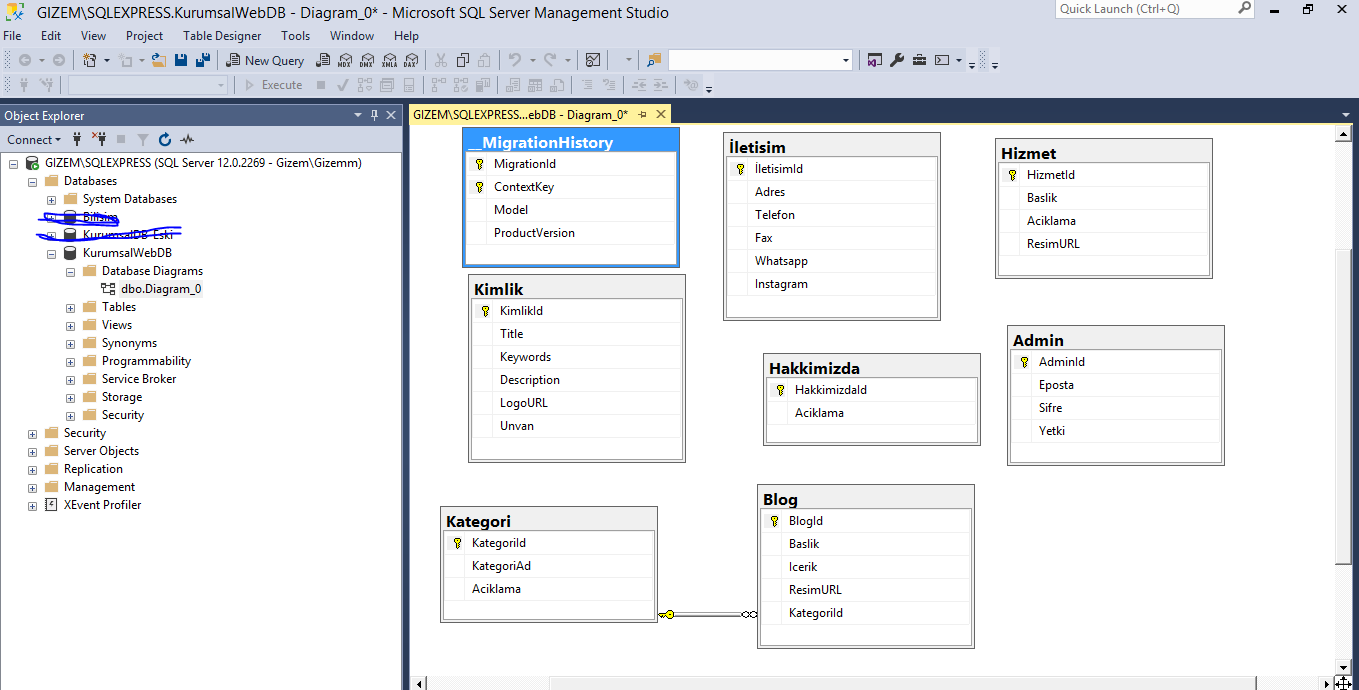 GIZEM\SQLEXPRESS.KurumsalWebDB - Diagram_0* - Microsoft SQL Server Management Studio
Quick Launch (Ctrl+Q)
File Edit View Project Table Designer Tools Window Help
New Query MDX DMX XMLA DAX
Execute
Object Explorer
Connect
GIZEM\SQLEXPRESS (SQL Server 12.0.2269 - Gizem\Gizemm)
Databases
System Databases
Bilisim
KurumsalDB_Eski
KurumsalWebDB
Database Diagrams
dbo.Diagram_0
Tables
Views
Synonyms
Programmability
Service Broker
Storage
Security
Security
Server Objects
Replication
Management
XEvent Profiler
GIZEM\SQLEXPRESS...ebDB - Diagram_0*
__MigrationHistory
MigrationId
ContextKey
Model
ProductVersion
İletisim
İletisimId
Adres
Telefon
Fax
Whatsapp
Instagram
Hizmet
HizmetId
Baslik
Aciklama
ResimURL
Kimlik
KimlikId
Title
Keywords
Description
LogoURL
Unvan
Hakkimizda
HakkimizdaId
Aciklama
Admin
AdminId
Eposta
Sifre
Yetki
Kategori
KategoriId
KategoriAd
Aciklama
Blog
BlogId
Baslik
Icerik
ResimURL
KategoriId